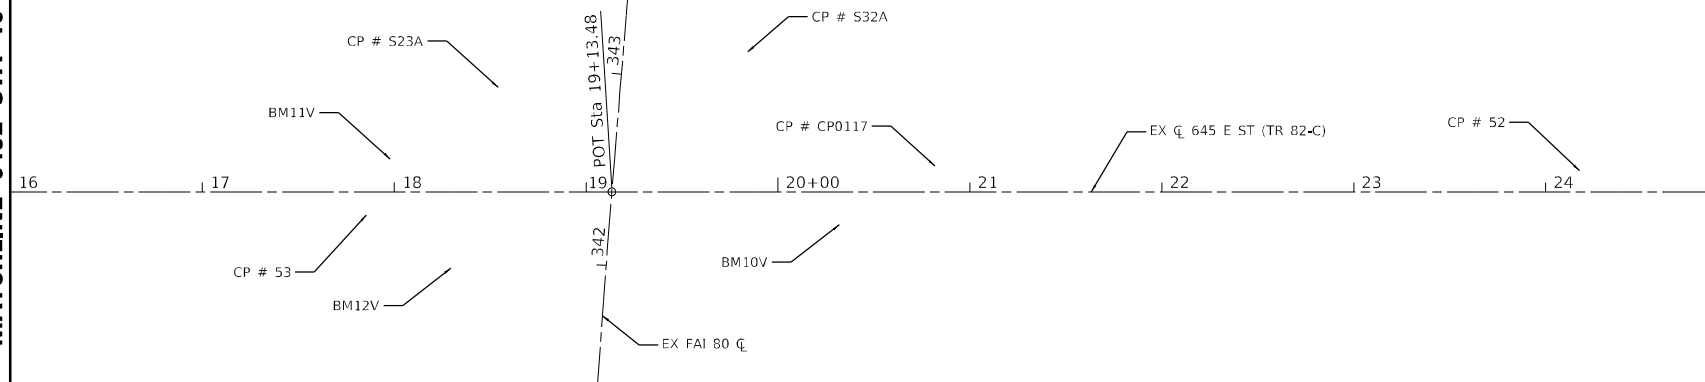 CP # S32A
CP # S23A
POT Sta 19+13.48
343
BM11V
CP # CP0117
EX ℄ 645 E ST (TR 82-C)
CP # 52
16
17
18
19
20+00
21
22
23
24
342
CP # 53
BM10V
BM12V
EX FAI 80 ℄